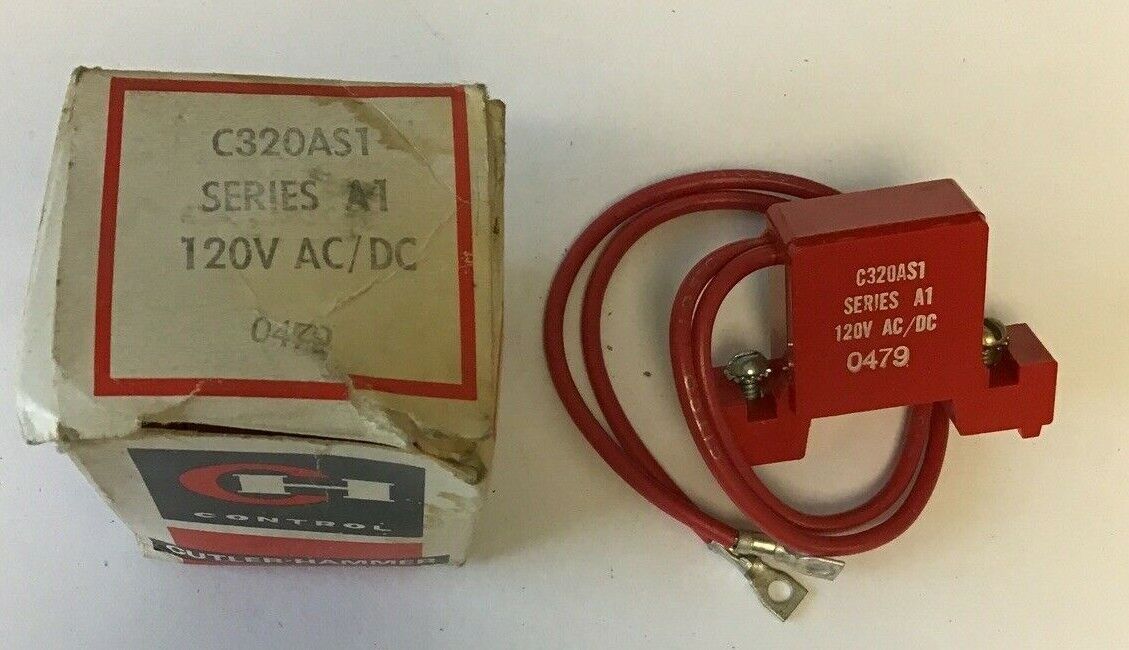 C320AS1
SERIES A1
120V AC/DC
0479
CH
CONTROL
CUTLER-HAMMER
C320AS1
SERIES A1
120V AC/DC
0479